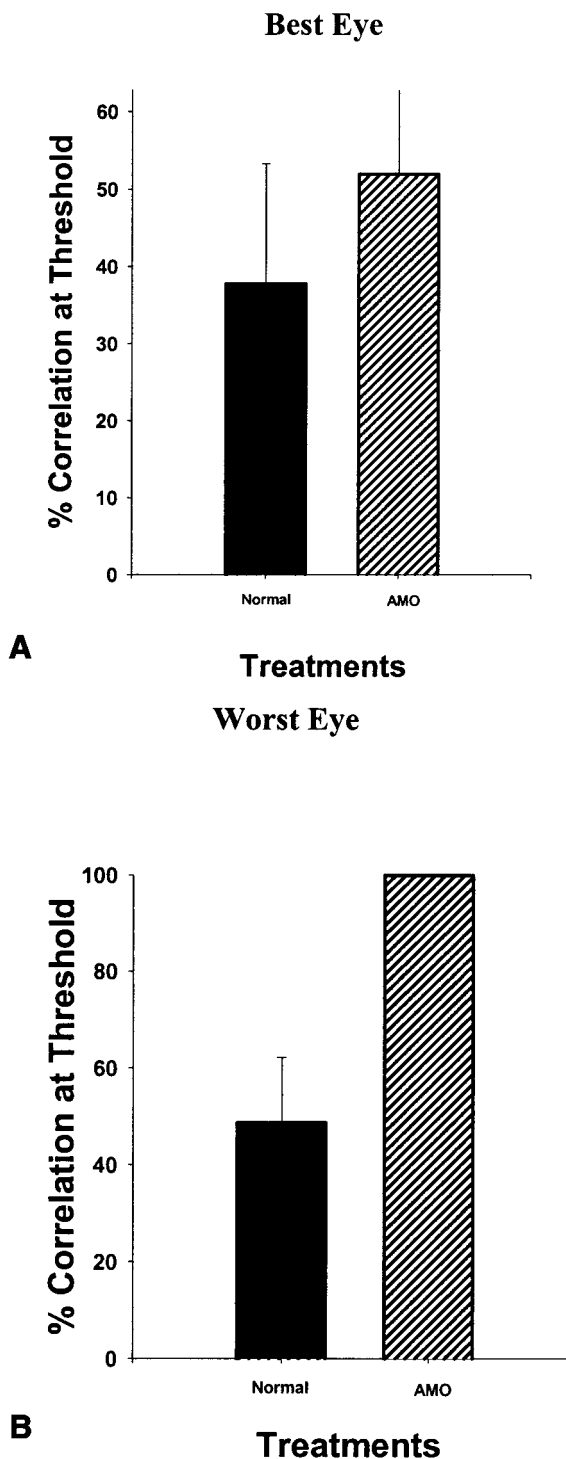 Best Eye
% Correlation at Threshold
60
50
40
30
20
10
0
Normal AMO
A
Treatments
Worst Eye
% Correlation at Threshold
100
80
60
40
20
0
Normal AMO
B
Treatments